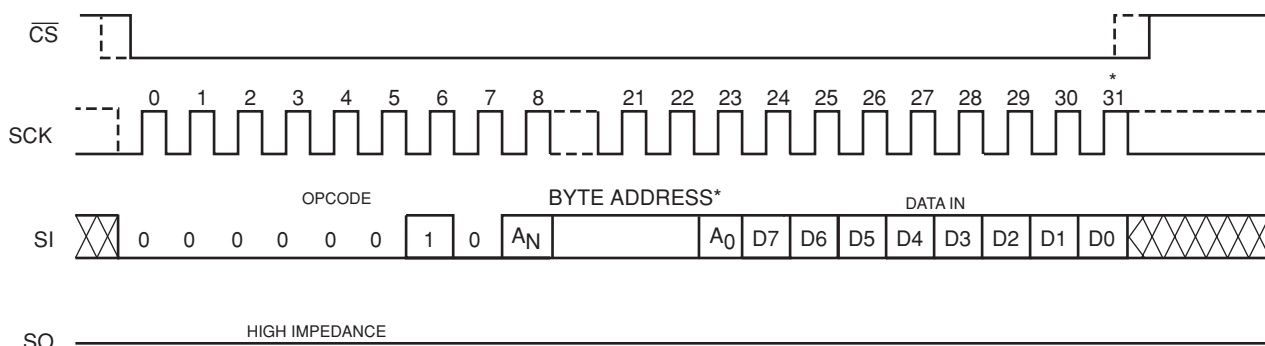 CS
*
0 1 2 3 4 5 6 7 8 21 22 23 24 25 26 27 28 29 30 31
SCK
OPCODE BYTE ADDRESS* DATA IN
SI 0 0 0 0 0 0 1 0 AN A0 D7 D6 D5 D4 D3 D2 D1 D0
HIGH IMPEDANCE
SO